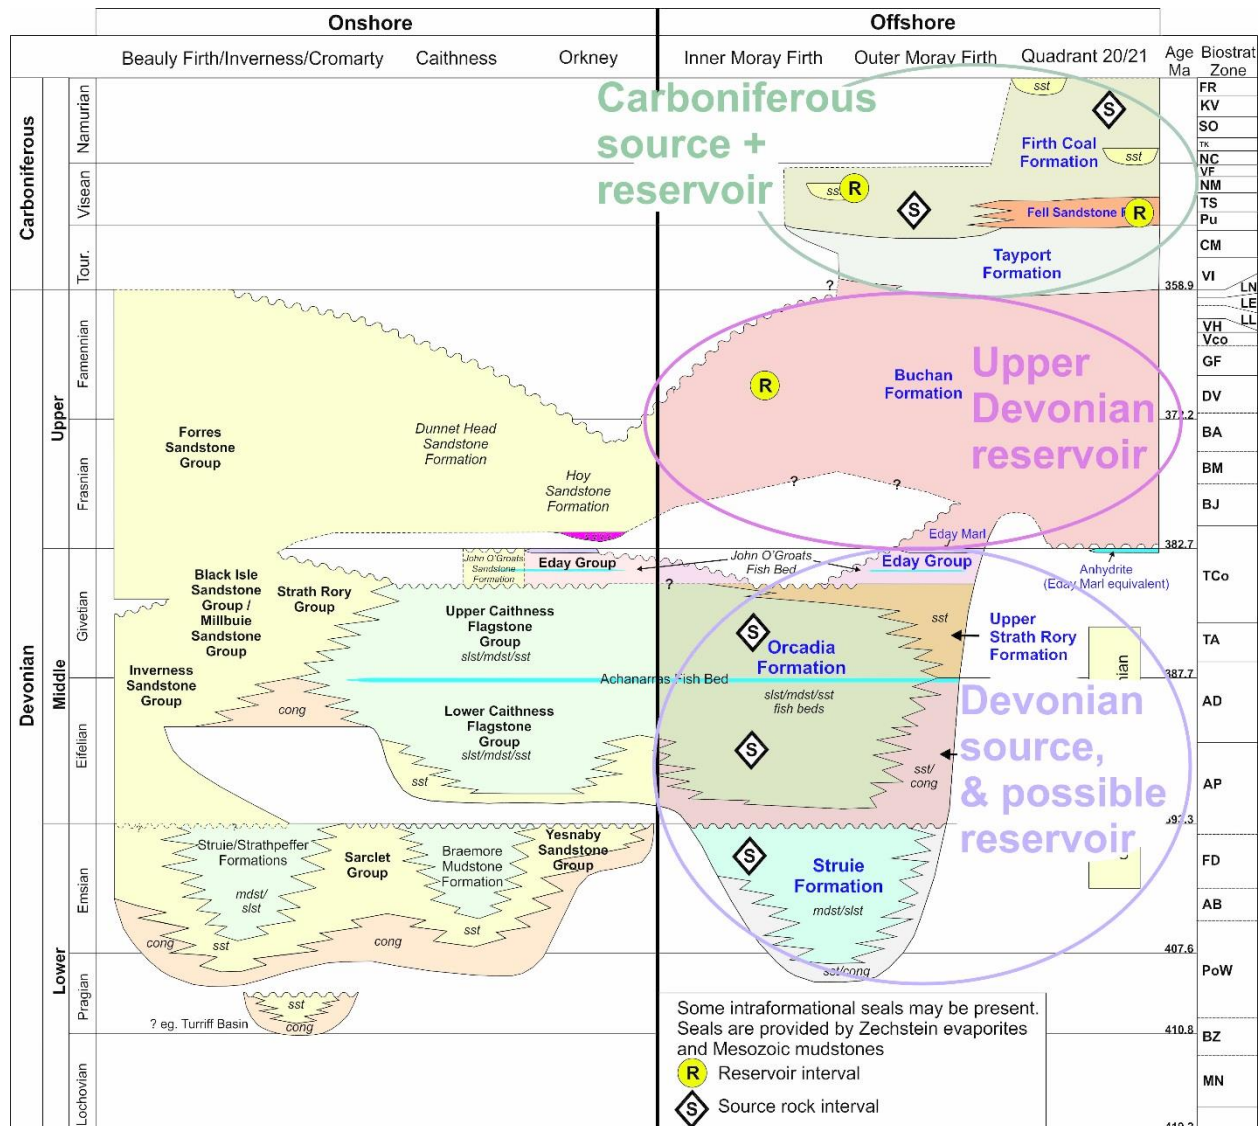 Onshore
Offshore
Beauly Firth/Inverness/Cromarty
Caithness
Orkney
Inner Moray Firth
Outer Moray Firth
Quadrant 20/21
Age
Ma
Biostrat
Zone
Carboniferous
Namurian
Visean
Tour.
Devonian
Upper
Famennian
Frasnian
Middle
Givetian
Eifelian
Lower
Emsian
Pragian
Lochovian
Carboniferous
source +
reservoir
sst
S
Firth Coal
Formation
sst
sst
R
S
Fell Sandstone
R
Tayport
Formation
?
Upper
Devonian
reservoir
R
Buchan
Formation
?
?
Forres
Sandstone
Group
Dunnet Head
Sandstone
Formation
Hoy
Sandstone
Formation
Eday Marl
John O'Groats
Sandstone
Formation
Eday Group
John O'Groats
Fish Bed
Eday Group
Anhydrite
(Eday Marl equivalent)
?
Black Isle
Sandstone
Group /
Millbuie
Sandstone
Group
Strath Rory
Group
Inverness
Sandstone
Group
Upper Caithness
Flagstone
Group
slst/mdst/sst
S
Orcadia
Formation
sst
Upper
Strath Rory
Formation
Achanarras Fish Bed
cong
Lower Caithness
Flagstone
Group
slst/mdst/sst
sst
slst/mdst/sst
fish beds
S
sst/
cong
Devonian
source,
& possible
reservoir
Struie/Strathpeffer
Formations
mdst/
slst
Sarclet
Group
Braemore
Mudstone
Formation
Yesnaby
Sandstone
Group
cong
sst
cong
sst
S
Struie
Formation
mdst/slst
sst/cong
sst
cong
? eg. Turriff Basin
358.9
382.7
387.7
407.6
410.8
FR
KV
SO
TK
NC
VF
NM
TS
Pu
CM
VI
LN
LE
LL
VH
Vco
GF
DV
BA
BM
BJ
TCo
TA
AD
AP
FD
AB
PoW
BZ
MN
Some intraformational seals may be present.
Seals are provided by Zechstein evaporites
and Mesozoic mudstones
R Reservoir interval
S Source rock interval